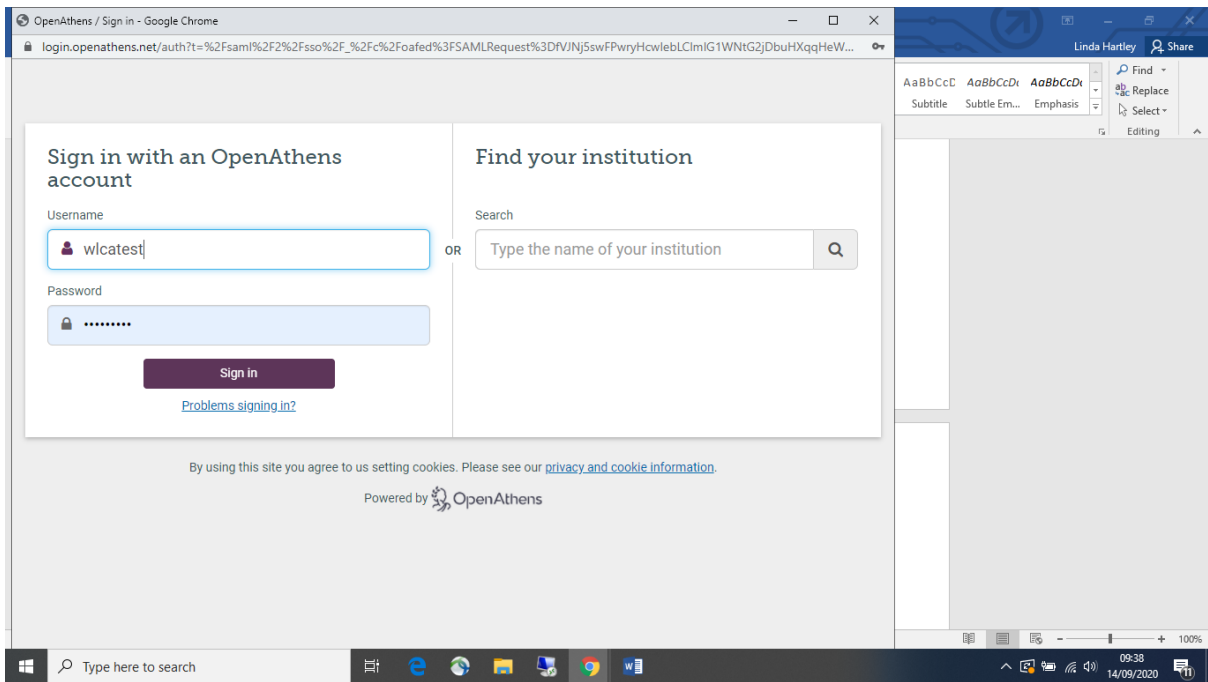 OpenAthens / Sign in - Google Chrome
login.openathens.net/auth?t=%2Fsaml%2F2%2Fsso%2F_%2Fc%2Foafed%3FSAMLRequest%3DfVJNj5swFPwryHcwIebLCImIG1WNtG2jDbuHXqqHeW...
Linda Hartley
Share
AaBbCcD AaBbCcDc AaBbCcDc
Subtitle Subtle Em... Emphasis
Find
Replace
Select
Editing
Sign in with an OpenAthens
account
Username
wlcatest
Password
•••••••••
Sign in
Problems signing in?
OR
Find your institution
Search
Type the name of your institution
By using this site you agree to us setting cookies. Please see our privacy and cookie information.
Powered by OpenAthens
100%
Type here to search
09:38
14/09/2020